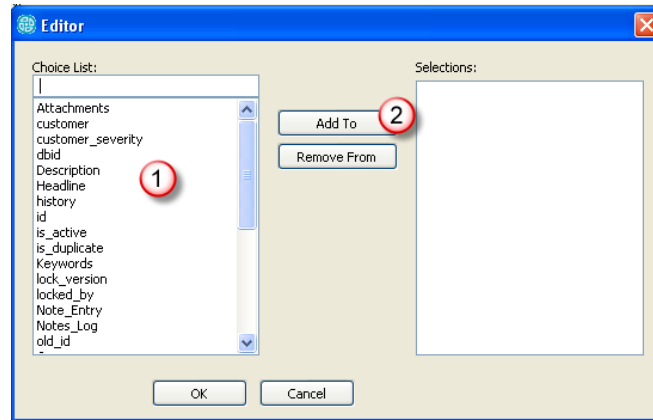 Editor
Choice List:
Selections:
Attachments
customer
customer_severity
dbid
Description
Headline
history
id
is_active
is_duplicate
Keywords
lock_version
locked_by
Note_Entry
Notes_Log
old_id
1
Add To
2
Remove From
OK
Cancel